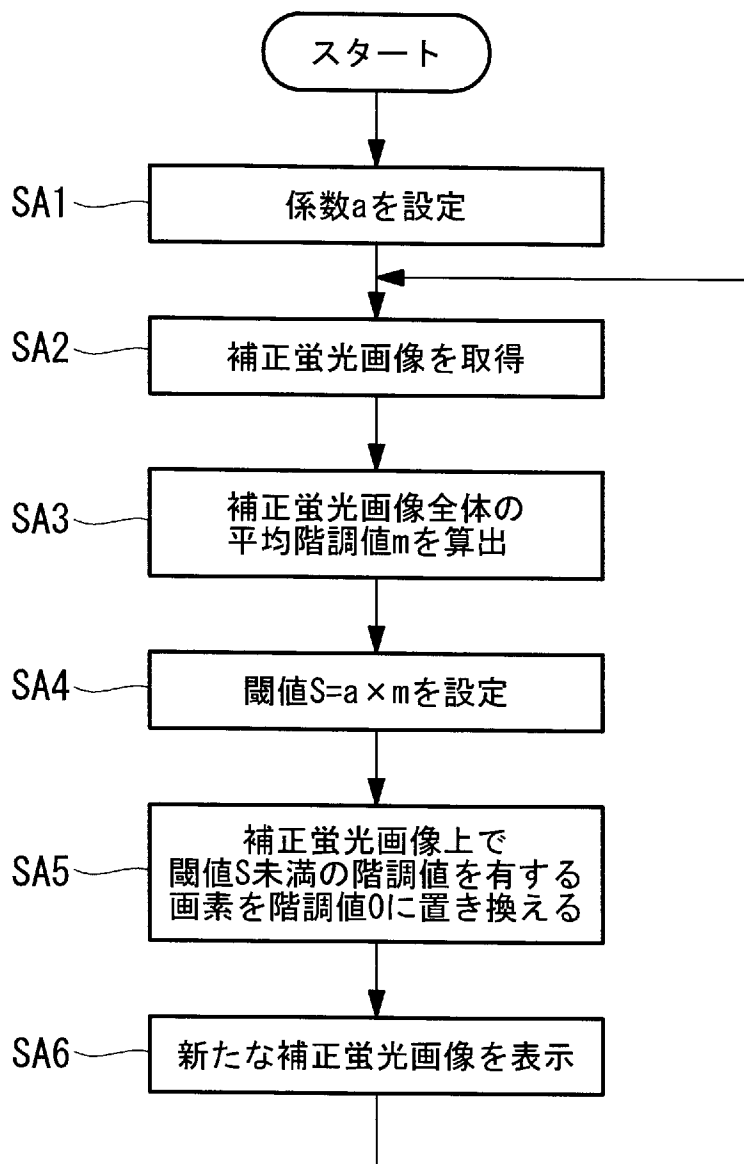 スタート
SA1
係数aを設定
SA2
補正蛍光画像を取得
SA3
補正蛍光画像全体の
平均階調値mを算出
SA4
閾値S=a×mを設定
SA5
補正蛍光画像上で
閾値S未満の階調値を有する
画素を階調値0に置き換える
SA6
新たな補正蛍光画像を表示